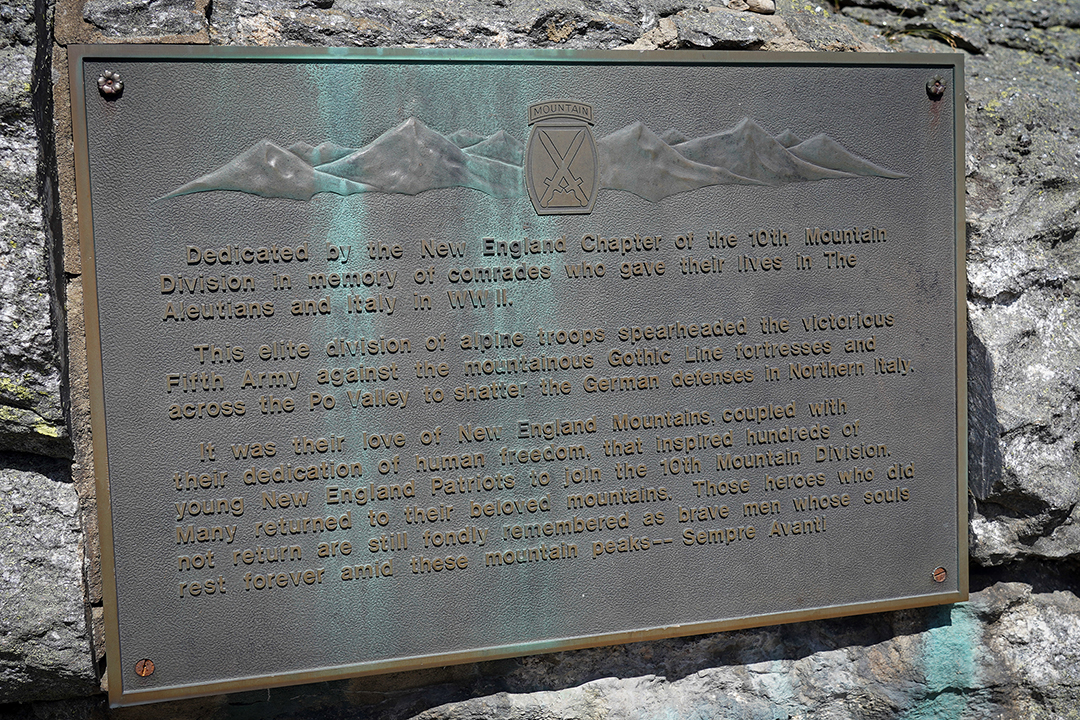 MOUNTAIN
Dedicated by the New England Chapter of the 10th Mountain
Division in memory of comrades who gave their lives in The
Aleutians and Italy in WW II.
This elite division of alpine troops spearheaded the victorious
Fifth Army against the mountainous Gothic Line fortresses and
across the Po Valley to shatter the German defenses in Northern Italy.
It was their love of New England Mountains, coupled with
their dedication of human freedom, that inspired hundreds of
young New England Patriots to join the 10th Mountain Division.
Many returned to their beloved mountains. Those heroes who did
not return are still fondly remembered as brave men whose souls
rest forever amid these mountain peaks-- Sempre Avanti